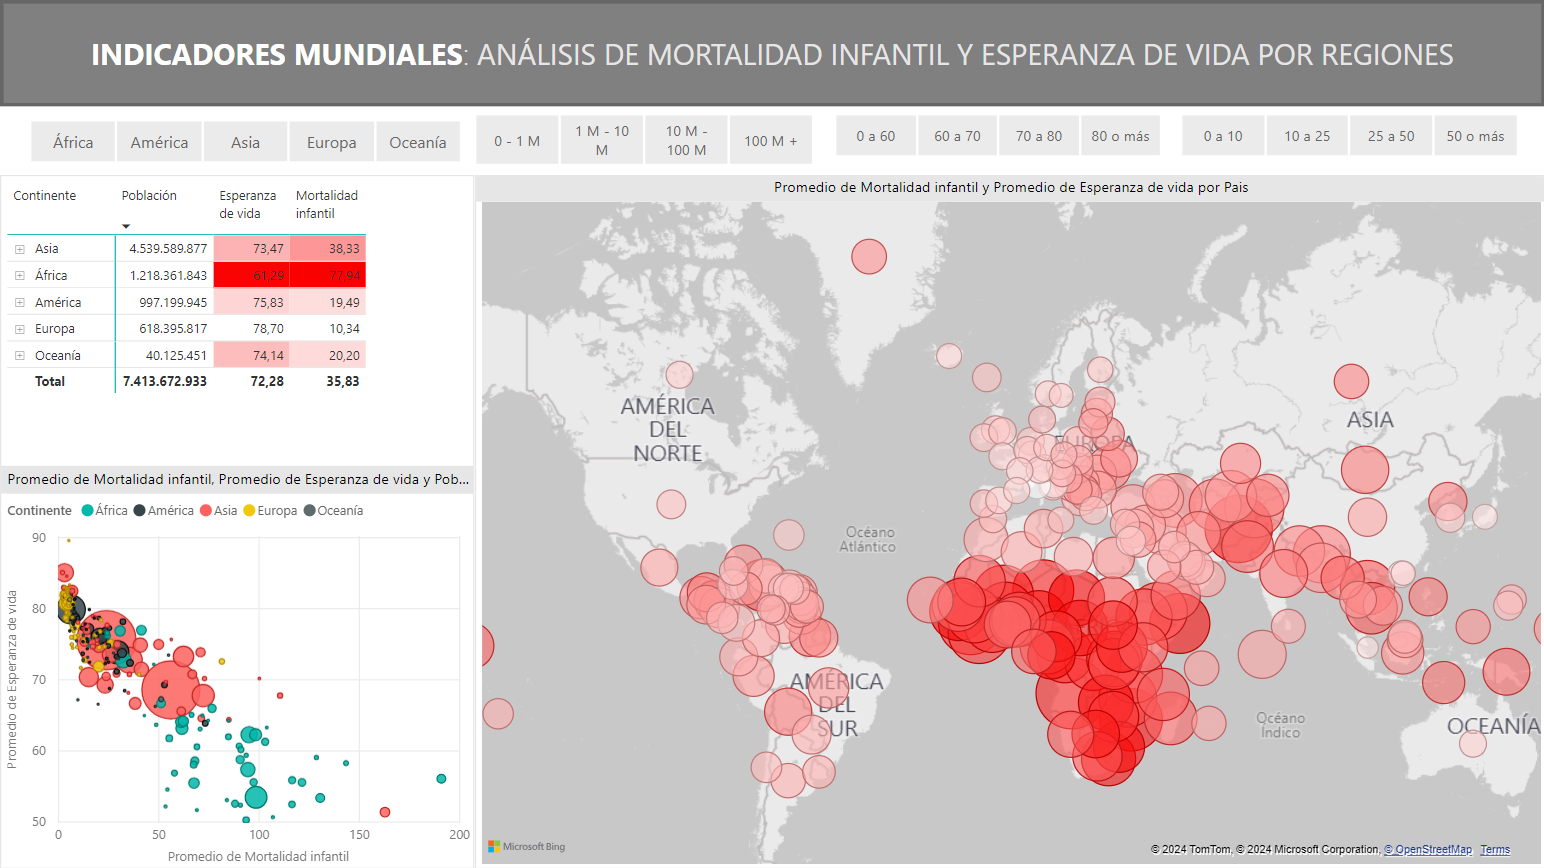 INDICADORES MUNDIALES: ANÁLISIS DE MORTALIDAD INFANTIL Y ESPERANZA DE VIDA POR REGIONES
África América Asia Europa Oceanía
0 - 1 M
1 M - 10
M
10 M -
100 M
100 M +
0 a 60 60 a 70 70 a 80 80 o más
0 a 10 10 a 25 25 a 50 50 o más
Continente Población Esperanza
de vida
Mortalidad
infantil
Asia 4.539.589.877 73,47 38,33
África 1.218.361.843 61,29 77,94
América 997.199.945 75,83 19,49
Europa 618.395.817 78,70 10,34
Oceanía 40.125.451 74,14 20,20
Total 7.413.672.933 72,28 35,83
Promedio de Mortalidad infantil, Promedio de Esperanza de vida y Pob...
Continente África América Asia Europa Oceanía
Promedio de Esperanza de vida
90
80
70
60
50
0 50 100 150 200
Promedio de Mortalidad infantil
Promedio de Mortalidad infantil y Promedio de Esperanza de vida por Pais
AMÉRICA
DEL
NORTE
EUROPA
ASIA
Océano
Atlántico
AMÉRICA
DEL
SUR
Océano
Índico
OCEANÍA
Microsoft Bing
© 2024 TomTom, © 2024 Microsoft Corporation, © OpenStreetMap Terms